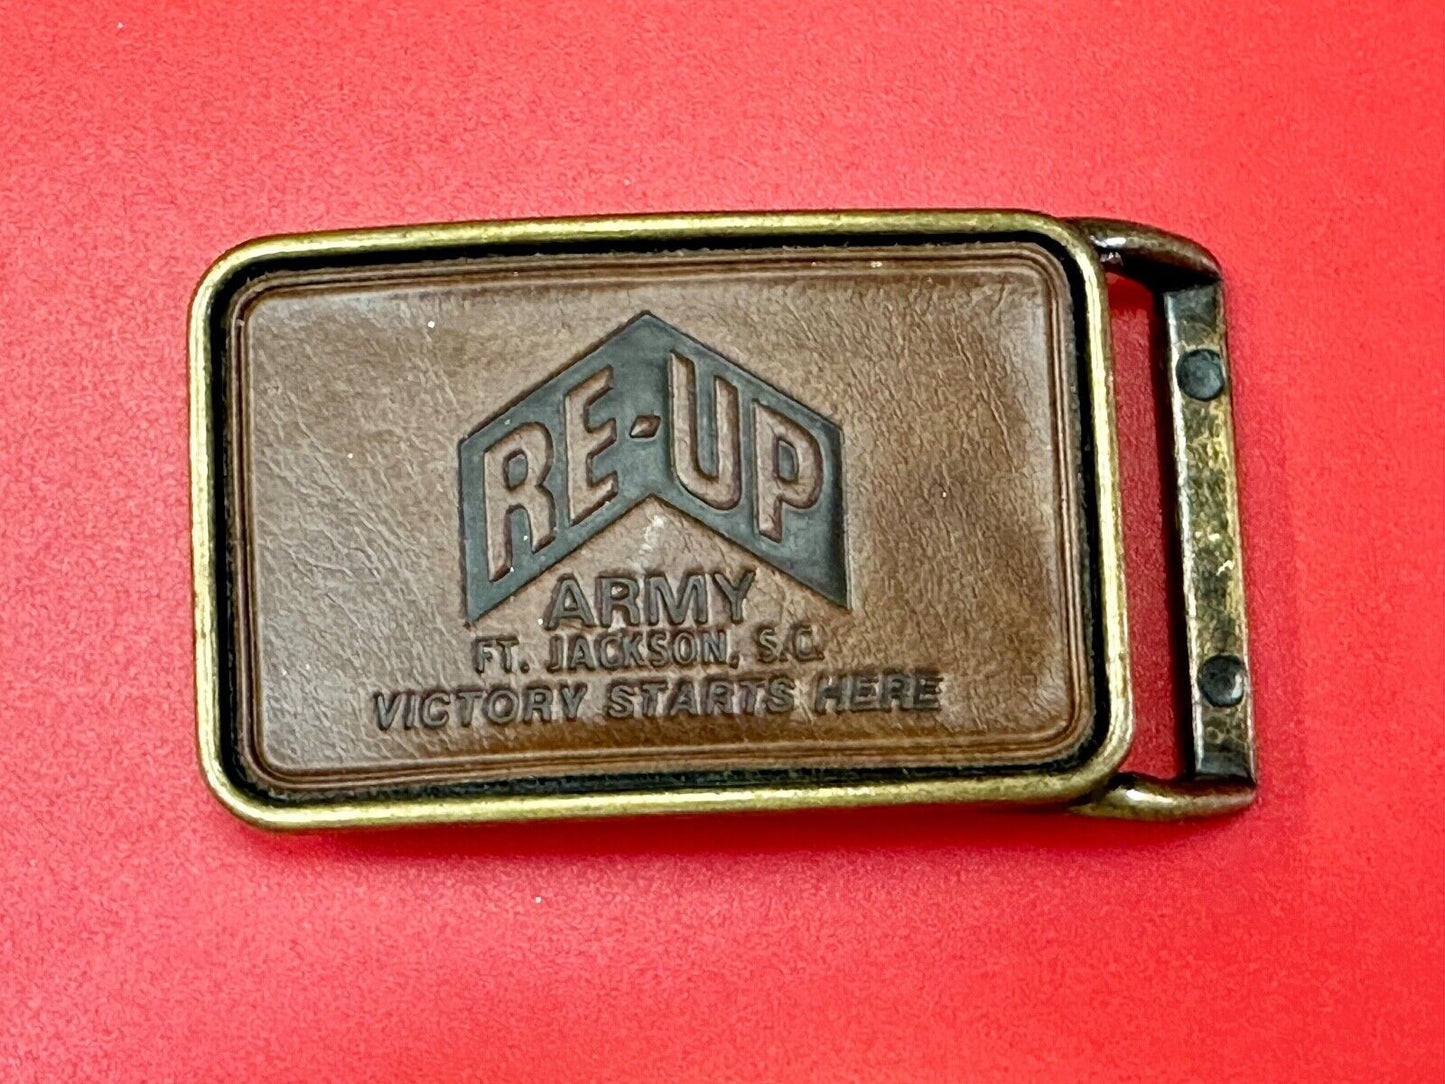 RE-UP
ARMY
FT. JACKSON, S.C.
VICTORY STARTS HERE